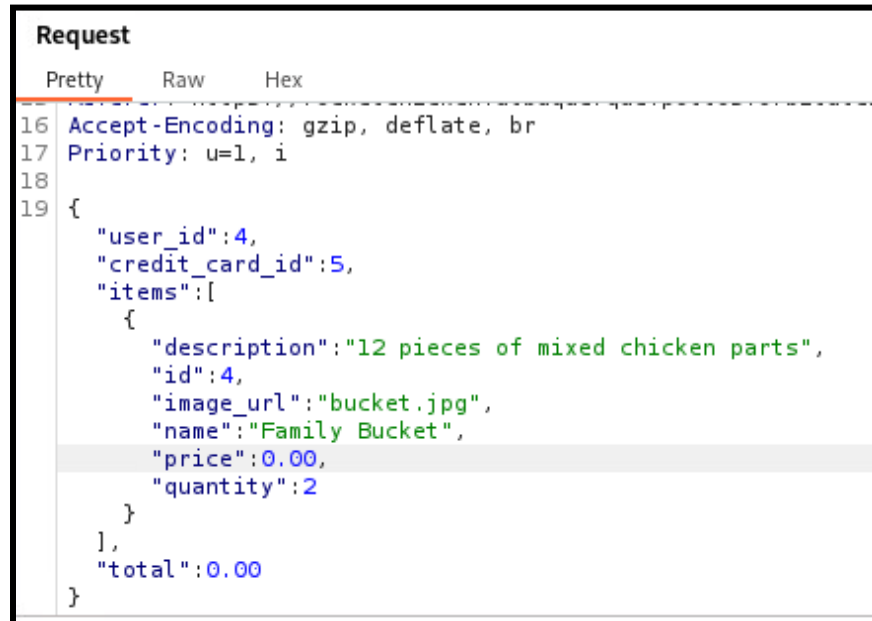 Request
Pretty Raw Hex
16 Accept-Encoding: gzip, deflate, br
17 Priority: u=1, i
18
19 {
"user_id":4,
"credit_card_id":5,
"items":[
{
"description":"12 pieces of mixed chicken parts",
"id":4,
"image_url":"bucket.jpg",
"name":"Family Bucket",
"price":0.00,
"quantity":2
}
],
"total":0.00
}